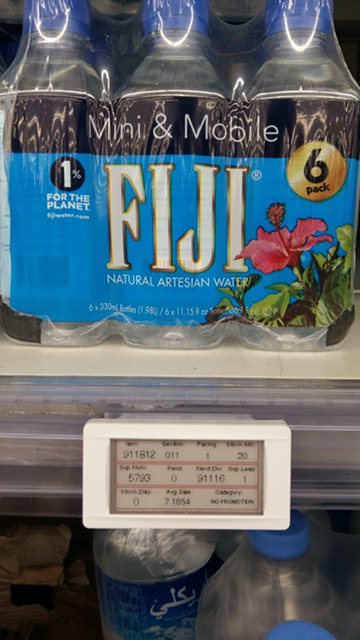 Mini & Mobile
1%
FOR THE
PLANET
fijiwater.com
6
pack
FIJI®
NATURAL ARTESIAN WATER
6 x 330mL Bottles (1.98L) / 6 x 11.15 fl oz
Item: Section: Facing: Stock Min:
911812 011 1 20
Sup Num: Pend: Next Div: Sup Lead:
5793 0 91116 1
Stock Disp: Avg Sale Category:
0 7.1854 NO PROMOTION